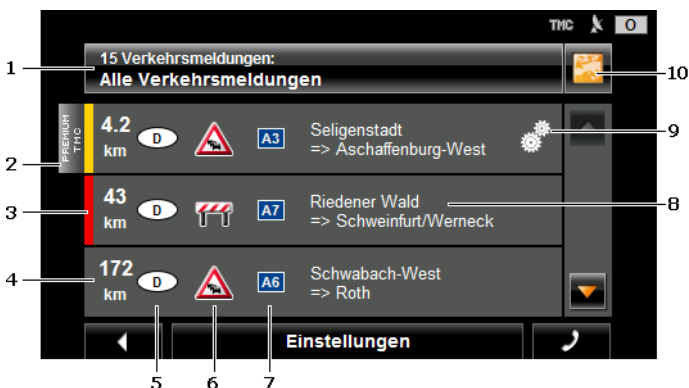 TMC O
15 Verkehrsmeldungen:
1
Alle Verkehrsmeldungen
10
PREMIUM
TMC
4.2
km
D
A3
Seligenstadt
=> Aschaffenburg-West
9
2
43
km
D
A7
Riedener Wald
=> Schweinfurt/Werneck
3
8
172
km
D
A6
Schwabach-West
=> Roth
4
Einstellungen
5 6 7